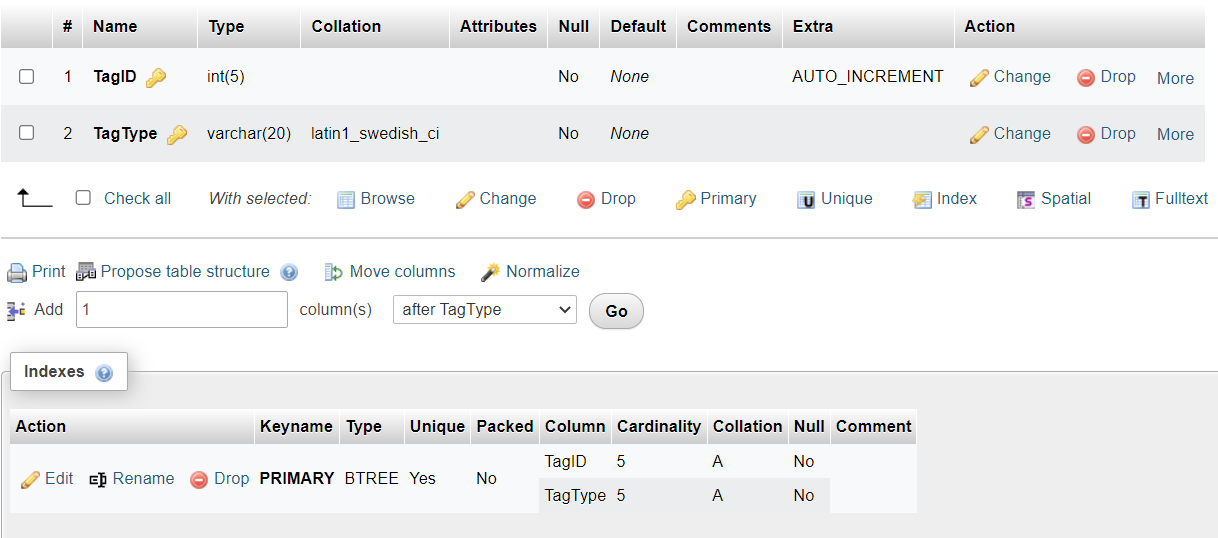 # Name Type Collation Attributes Null Default Comments Extra Action
1 TagID int(5) No None AUTO_INCREMENT Change Drop More
2 TagType varchar(20) latin1_swedish_ci No None Change Drop More
Check all With selected: Browse Change Drop Primary Unique Index Spatial Fulltext
Print Propose table structure Move columns Normalize
Add 1 column(s) after TagType Go
Indexes
Action Keyname Type Unique Packed Column Cardinality Collation Null Comment
Edit Rename Drop PRIMARY BTREE Yes No TagID 5 A No
TagType 5 A No